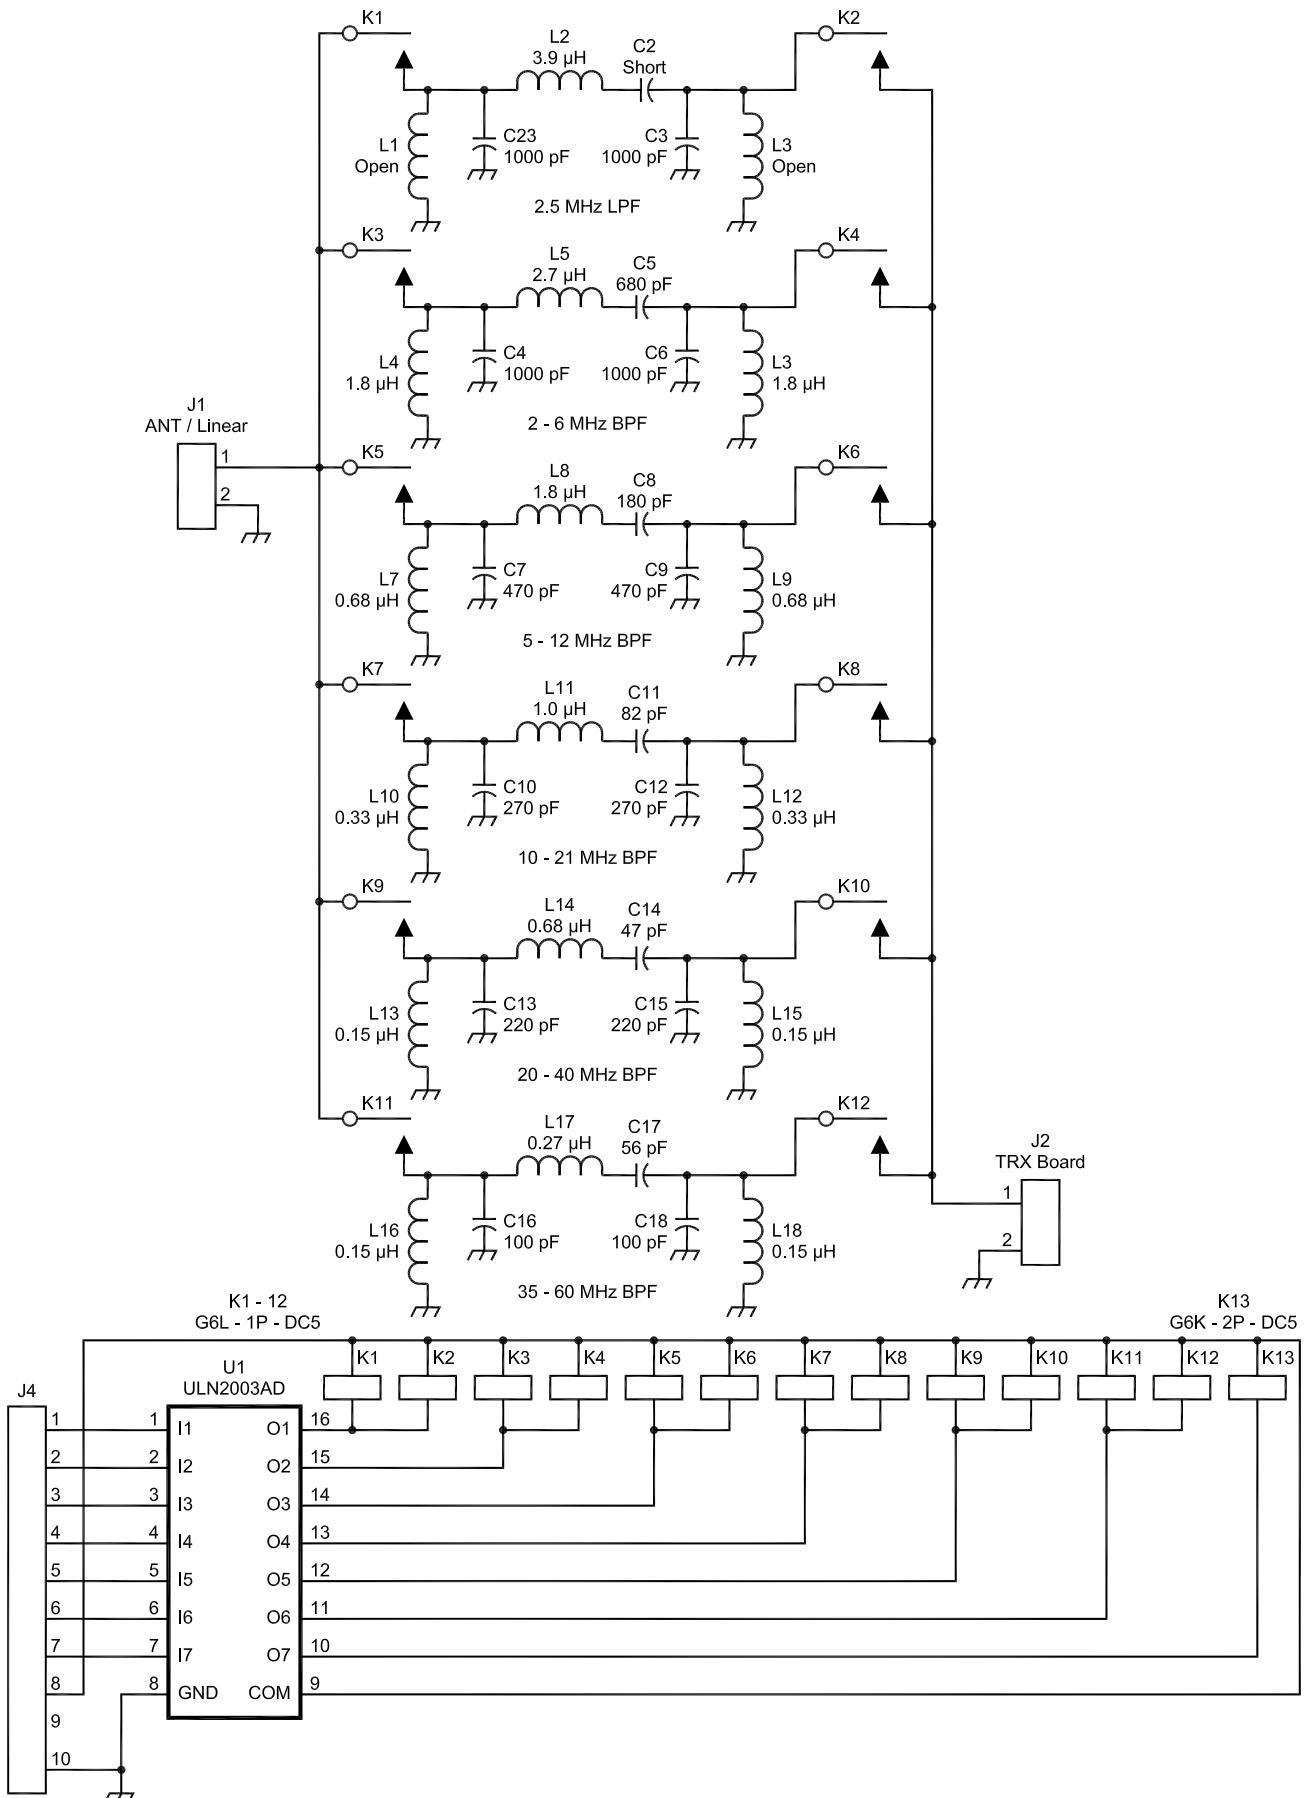 K1
K2
L2
3.9 µH
C2
Short
L1
Open
C23
1000 pF
C3
1000 pF
L3
Open
2.5 MHz LPF
K3
K4
L5
2.7 µH
C5
680 pF
L4
1.8 µH
C4
1000 pF
C6
1000 pF
L3
1.8 µH
2 - 6 MHz BPF
J1
ANT / Linear
1
2
K5
K6
L8
1.8 µH
C8
180 pF
L7
0.68 µH
C7
470 pF
C9
470 pF
L9
0.68 µH
5 - 12 MHz BPF
K7
K8
L11
1.0 µH
C11
82 pF
L10
0.33 µH
C10
270 pF
C12
270 pF
L12
0.33 µH
10 - 21 MHz BPF
K9
K10
L14
0.68 µH
C14
47 pF
L13
0.15 µH
C13
220 pF
C15
220 pF
L15
0.15 µH
20 - 40 MHz BPF
K11
K12
L17
0.27 µH
C17
56 pF
L16
0.15 µH
C16
100 pF
C18
100 pF
L18
0.15 µH
35 - 60 MHz BPF
J2
TRX Board
1
2
K1 - 12
G6L - 1P - DC5
K13
G6K - 2P - DC5
K1 K2 K3 K4 K5 K6 K7 K8 K9 K10 K11 K12 K13
U1
ULN2003AD
J4
1 1 I1 O1 16
2 2 I2 O2 15
3 3 I3 O3 14
4 4 I4 O4 13
5 5 I5 O5 12
6 6 I6 O6 11
7 7 I7 O7 10
8 8 GND COM 9
9
10